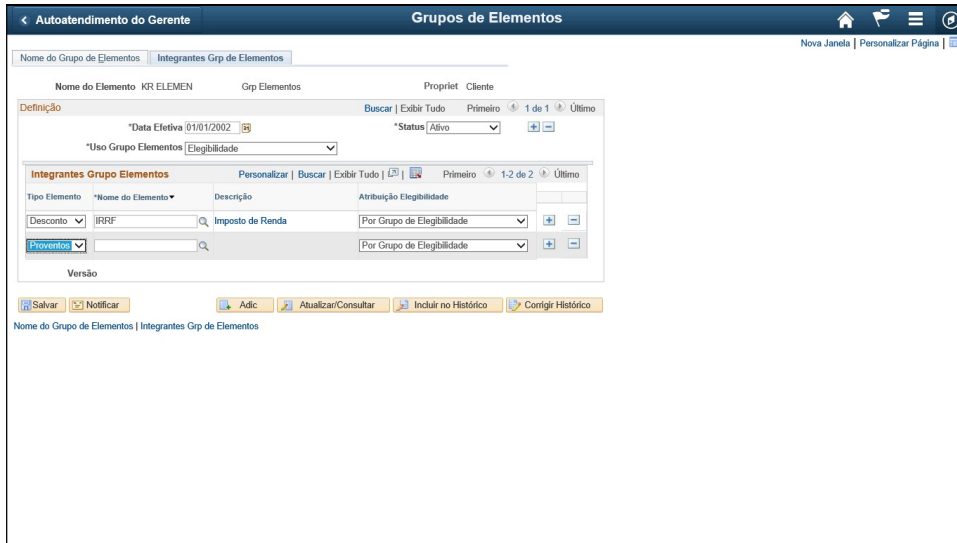 Autoatendimento do Gerente
Grupos de Elementos
Nova Janela | Personalizar Página |
Nome do Grupo de Elementos
Integrantes Grp de Elementos
Nome do Elemento KR ELEMEN Grp Elementos Propriet Cliente
Definição Buscar | Exibir Tudo Primeiro 1 de 1 Último
*Data Efetiva 01/01/2002 *Status Ativo
*Uso Grupo Elementos Elegibilidade
Integrantes Grupo Elementos Personalizar | Buscar | Exibir Tudo | | Primeiro 1-2 de 2 Último
Tipo Elemento *Nome do Elemento Descrição Atribuição Elegibilidade
Desconto IRRF Imposto de Renda Por Grupo de Elegibilidade
Proventos Por Grupo de Elegibilidade
Versão
Salvar Notificar Adic Atualizar/Consultar Incluir no Histórico Corrigir Histórico
Nome do Grupo de Elementos | Integrantes Grp de Elementos